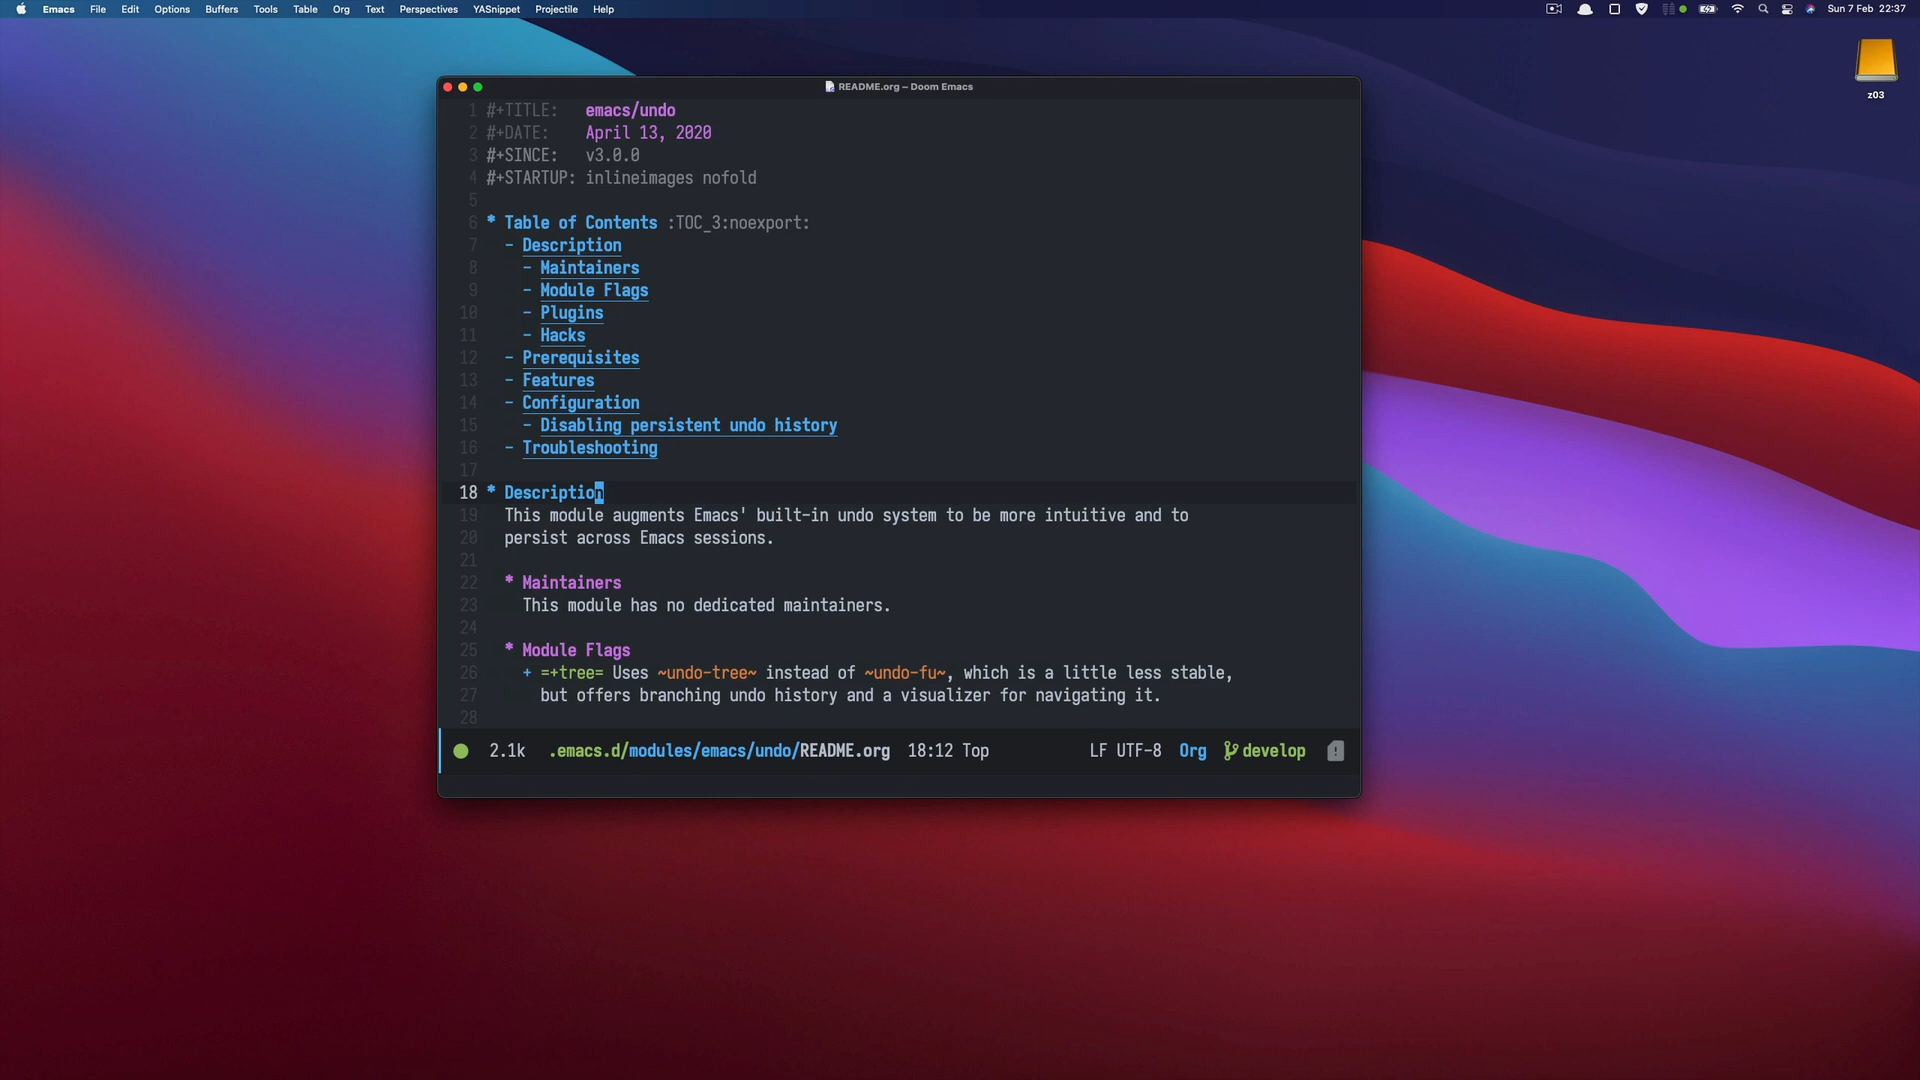 Emacs File Edit Options Buffers Tools Table Org Text Perspectives YASnippet Projectile Help Sun 7 Feb 22:37
z03
README.org – Doom Emacs
1 #+TITLE: emacs/undo
2 #+DATE: April 13, 2020
3 #+SINCE: v3.0.0
4 #+STARTUP: inlineimages nofold
5
6 * Table of Contents :TOC_3:noexport:
7 - Description
8 - Maintainers
9 - Module Flags
10 - Plugins
11 - Hacks
12 - Prerequisites
13 - Features
14 - Configuration
15 - Disabling persistent undo history
16 - Troubleshooting
17
18 * Description
19 This module augments Emacs' built-in undo system to be more intuitive and to
20 persist across Emacs sessions.
21
22 * Maintainers
23 This module has no dedicated maintainers.
24
25 * Module Flags
26 + =+tree= Uses ~undo-tree~ instead of ~undo-fu~, which is a little less stable,
27 but offers branching undo history and a visualizer for navigating it.
28
2.1k .emacs.d/modules/emacs/undo/README.org 18:12 Top LF UTF-8 Org develop